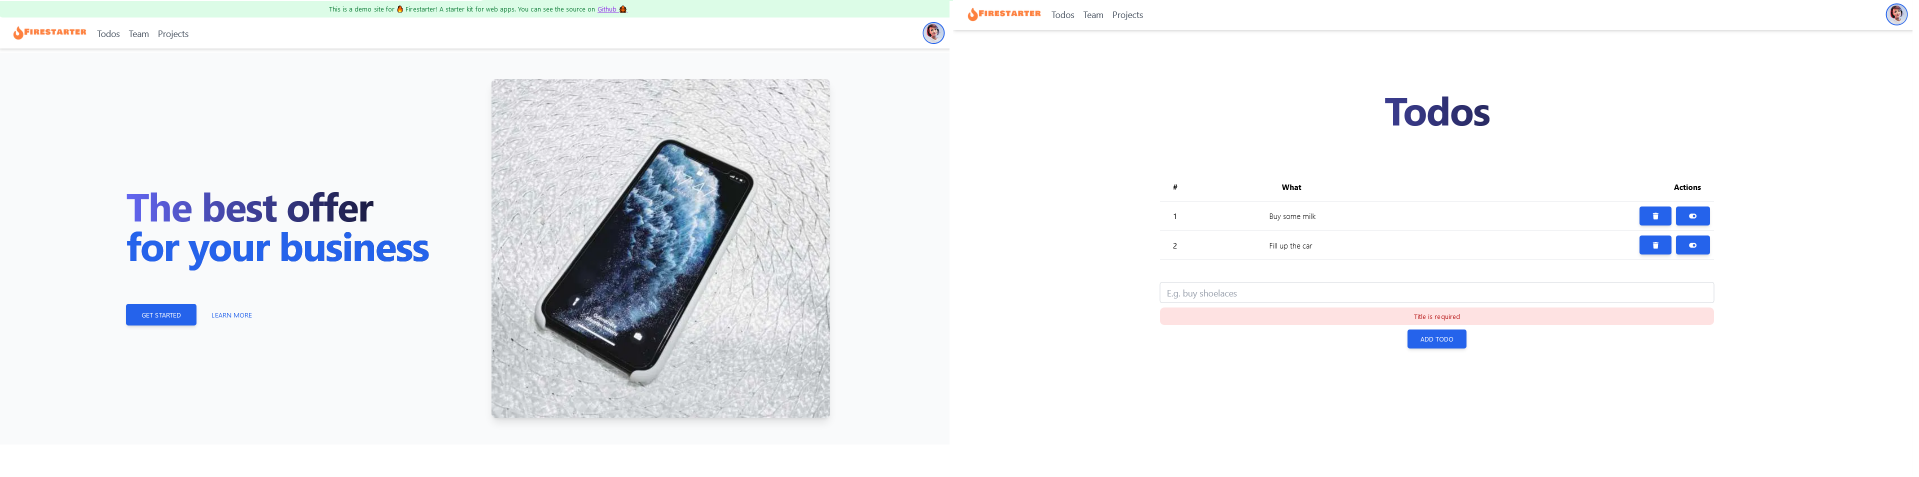 This is a demo site for 🔥 Firestarter! A starter kit for web apps. You can see the source on Github
FIRESTARTER Todos Team Projects
The best offer
for your business
GET STARTED LEARN MORE
FIRESTARTER Todos Team Projects
Todos
# What Actions
1 Buy some milk
2 Fill up the car
E.g. buy shoelaces
Title is required
ADD TODO